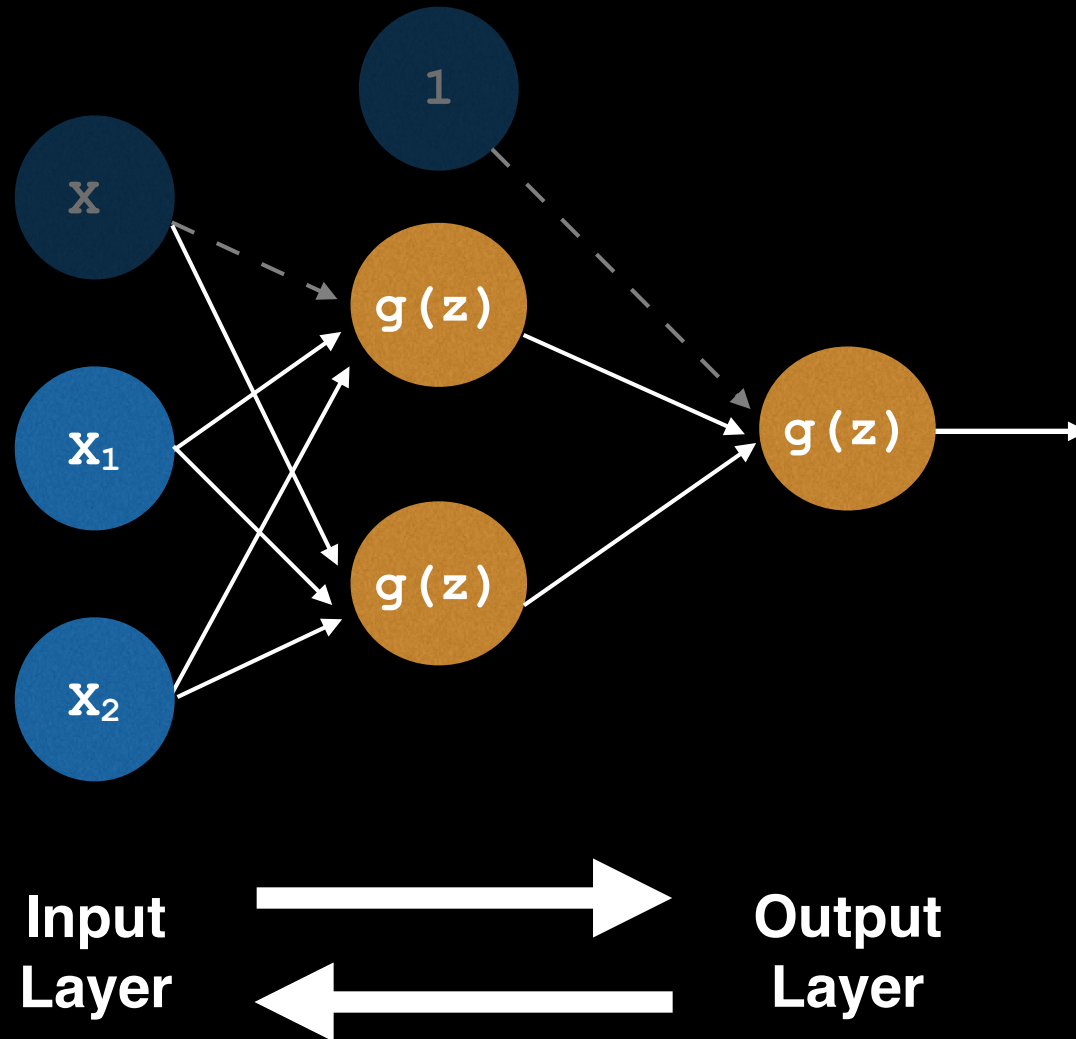 1
x
g(z)
x₁
g(z)
g(z)
x₂
Input
Layer
Output
Layer